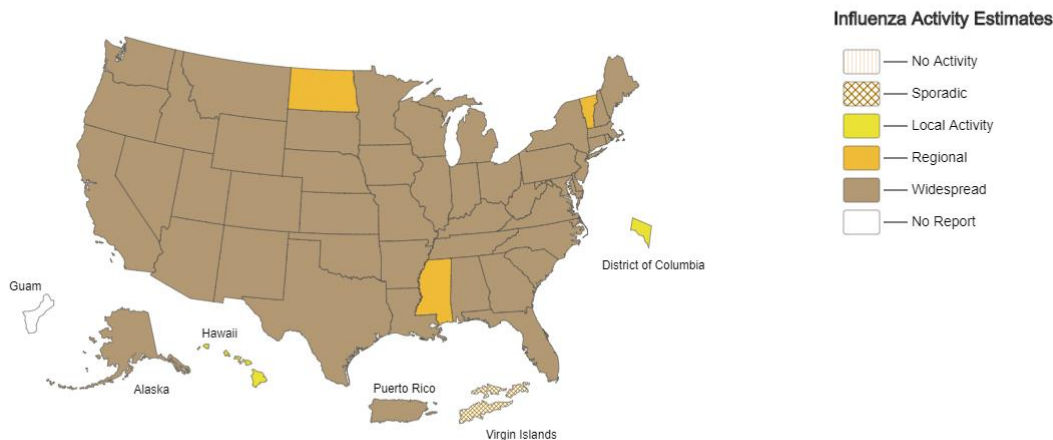 Influenza Activity Estimates
No Activity
Sporadic
Local Activity
Regional
Widespread
No Report
District of Columbia
Guam
Hawaii
Alaska
Puerto Rico
Virgin Islands